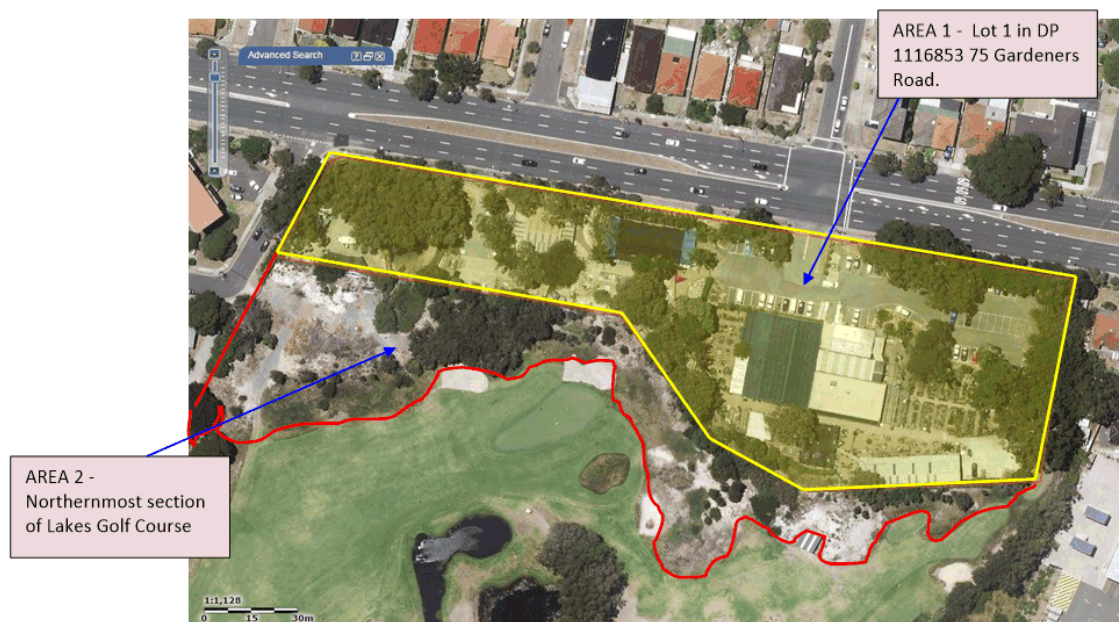 AREA 1 - Lot 1 in DP
1116853 75 Gardeners
Road.
Advanced Search
AREA 2 -
Northernmost section
of Lakes Golf Course
1:1,128
0 15 30m